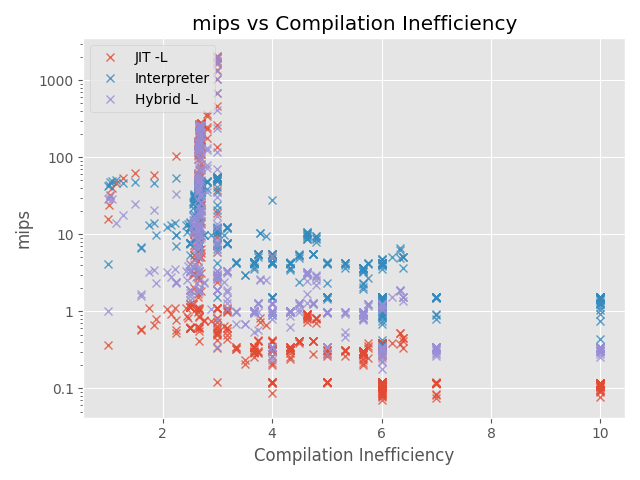 mips vs Compilation Inefficiency
JIT -L
Interpreter
Hybrid -L
mips
1000
100
10
1
0.1
2 4 6 8 10
Compilation Inefficiency